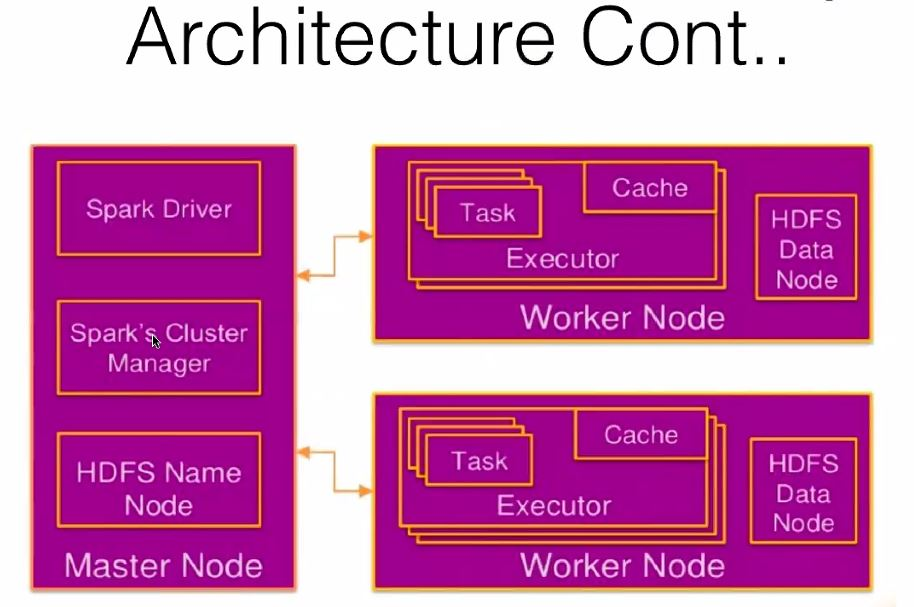 Architecture Cont..
Spark Driver
Spark's Cluster
Manager
HDFS Name
Node
Master Node
Task
Cache
Executor
HDFS
Data
Node
Worker Node
Task
Cache
Executor
HDFS
Data
Node
Worker Node